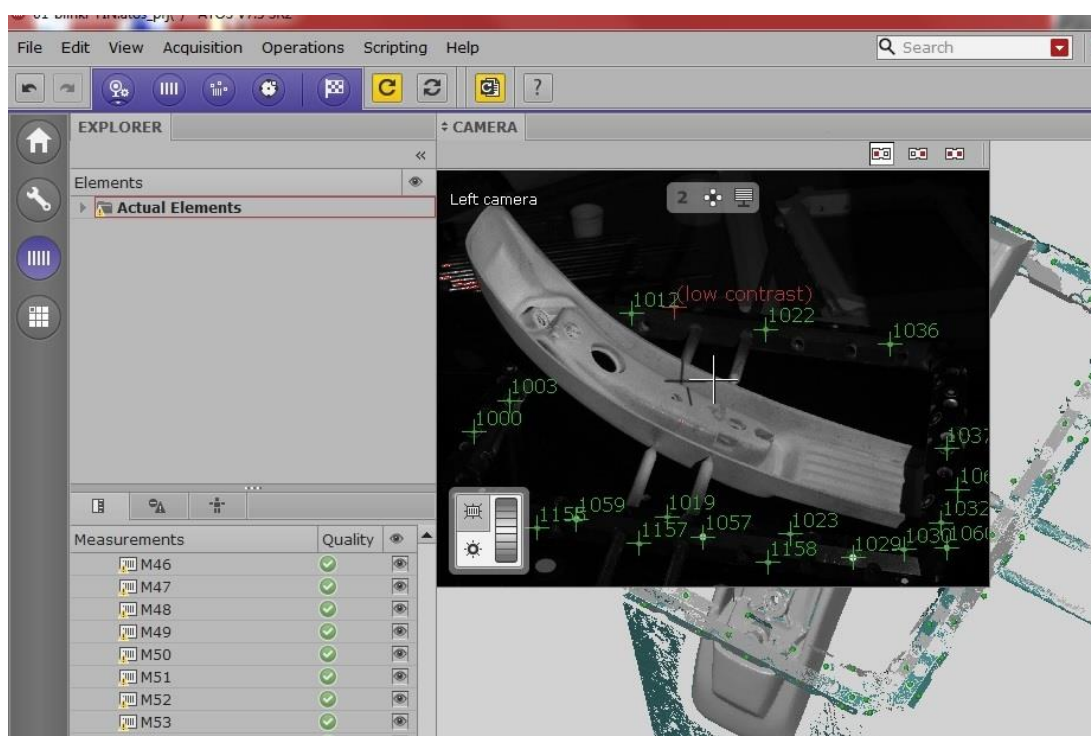 File Edit View Acquisition Operations Scripting Help
Search
EXPLORER
CAMERA
Elements
Actual Elements
Left camera
2
1012
(low contrast)
1022
1036
1003
1000
1037
1059
1019
1032
1157
1057
1023
1158
1029
1030
1060
Measurements
Quality
M46
M47
M48
M49
M50
M51
M52
M53